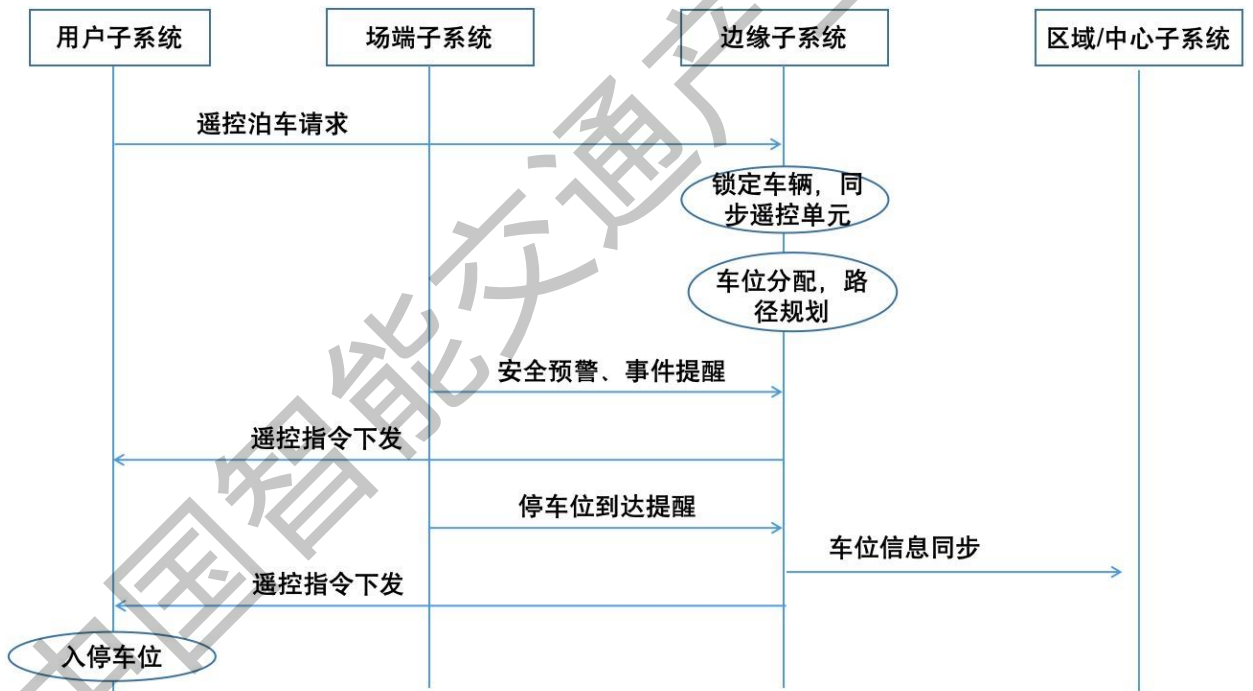 用户子系统
场端子系统
边缘子系统
区域/中心子系统
遥控泊车请求
锁定车辆，同
步遥控单元
车位分配，路
径规划
安全预警、事件提醒
遥控指令下发
停车位到达提醒
车位信息同步
遥控指令下发
入停车位
中国智能交通产